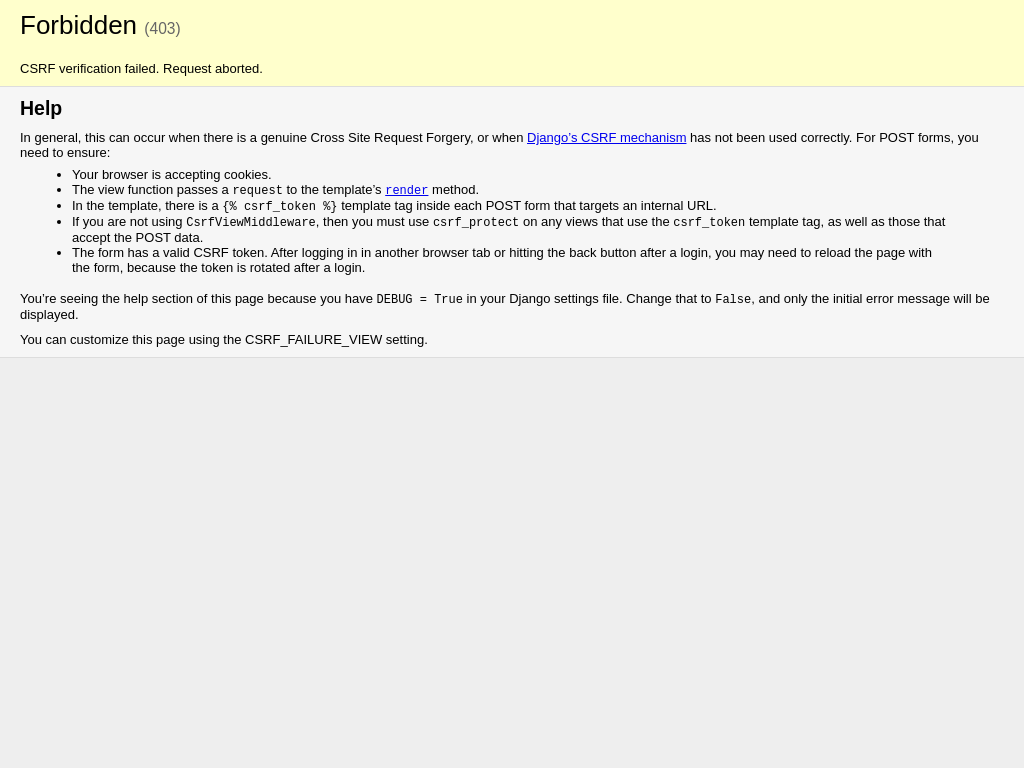 Forbidden (403)
CSRF verification failed. Request aborted.
Help
In general, this can occur when there is a genuine Cross Site Request Forgery, or when Django’s CSRF mechanism has not been used correctly. For POST forms, you
need to ensure:
• Your browser is accepting cookies.
• The view function passes a request to the template’s render method.
• In the template, there is a {% csrf_token %} template tag inside each POST form that targets an internal URL.
• If you are not using CsrfViewMiddleware, then you must use csrf_protect on any views that use the csrf_token template tag, as well as those that
accept the POST data.
• The form has a valid CSRF token. After logging in in another browser tab or hitting the back button after a login, you may need to reload the page with
the form, because the token is rotated after a login.
You’re seeing the help section of this page because you have DEBUG = True in your Django settings file. Change that to False, and only the initial error message will be
displayed.
You can customize this page using the CSRF_FAILURE_VIEW setting.